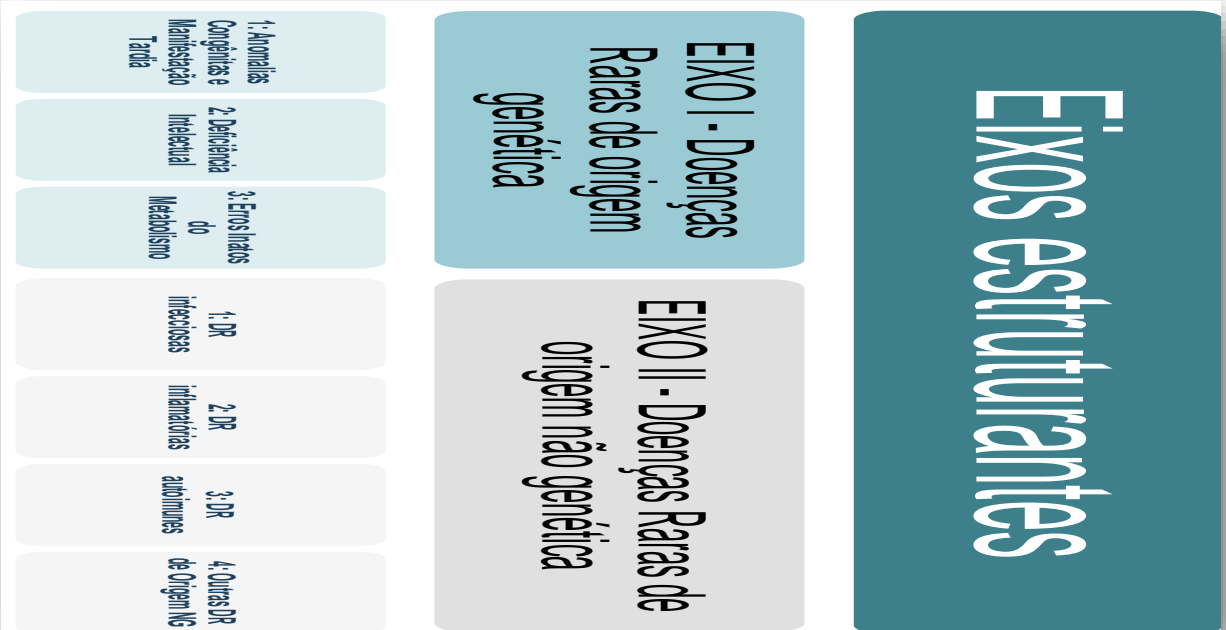 Eixos estruturantes
EIXO I - Doenças
Raras de origem
genética
EIXO II - Doenças Raras de
origem não genética
1: Anomalias
Congênitas e
Manifestação
Tardia
2: Deficiência
Intelectual
3: Erros Inatos
do
Metabolismo
1: DR
infecciosas
2: DR
inflamatórias
3: DR
autoimunes
4: Outras DR
de Origem NG